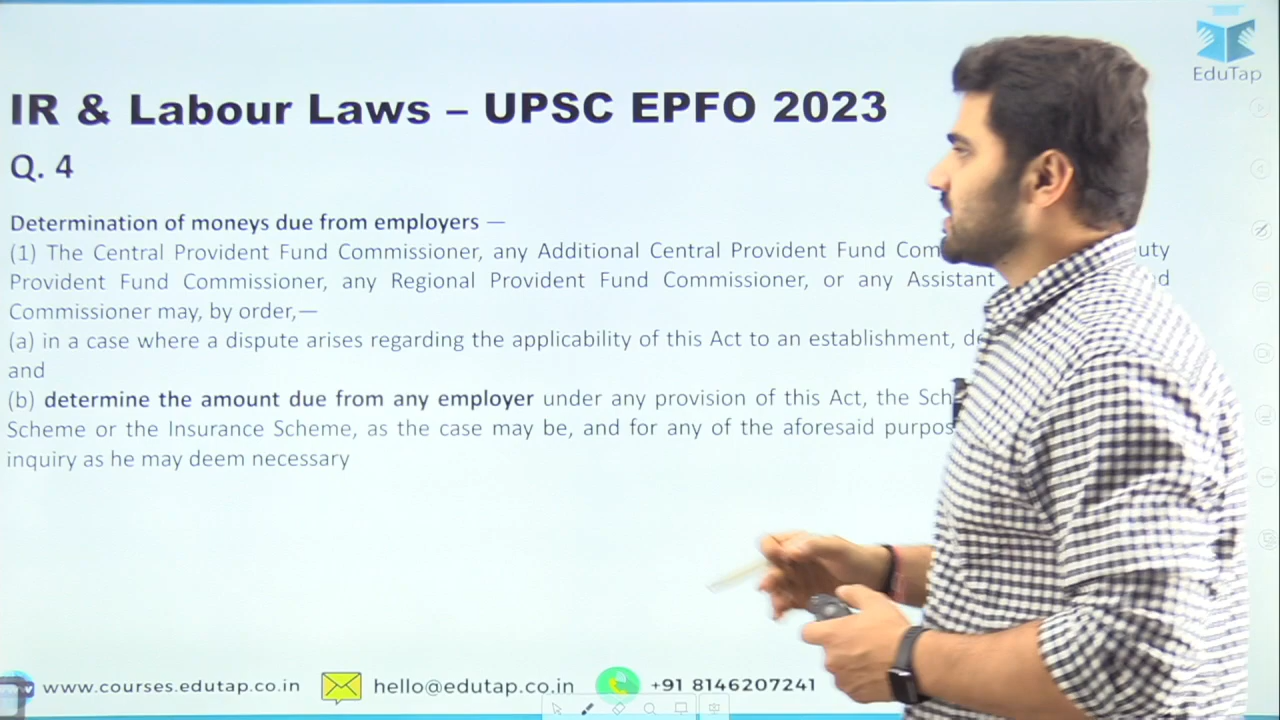 EduTap
IR & Labour Laws – UPSC EPFO 2023
Q. 4
Determination of moneys due from employers —
(1) The Central Provident Fund Commissioner, any Additional Central Provident Fund
Provident Fund Commissioner, any Regional Provident Fund Commissioner, or any Assistant
Commissioner may, by order,—
(a) in a case where a dispute arises regarding the applicability of this Act to an establishment,
and
(b) determine the amount due from any employer under any provision of this Act, the
Scheme or the Insurance Scheme, as the case may be, and for any of the aforesaid
inquiry as he may deem necessary
www.courses.edutap.co.in hello@edutap.co.in +91 8146207241